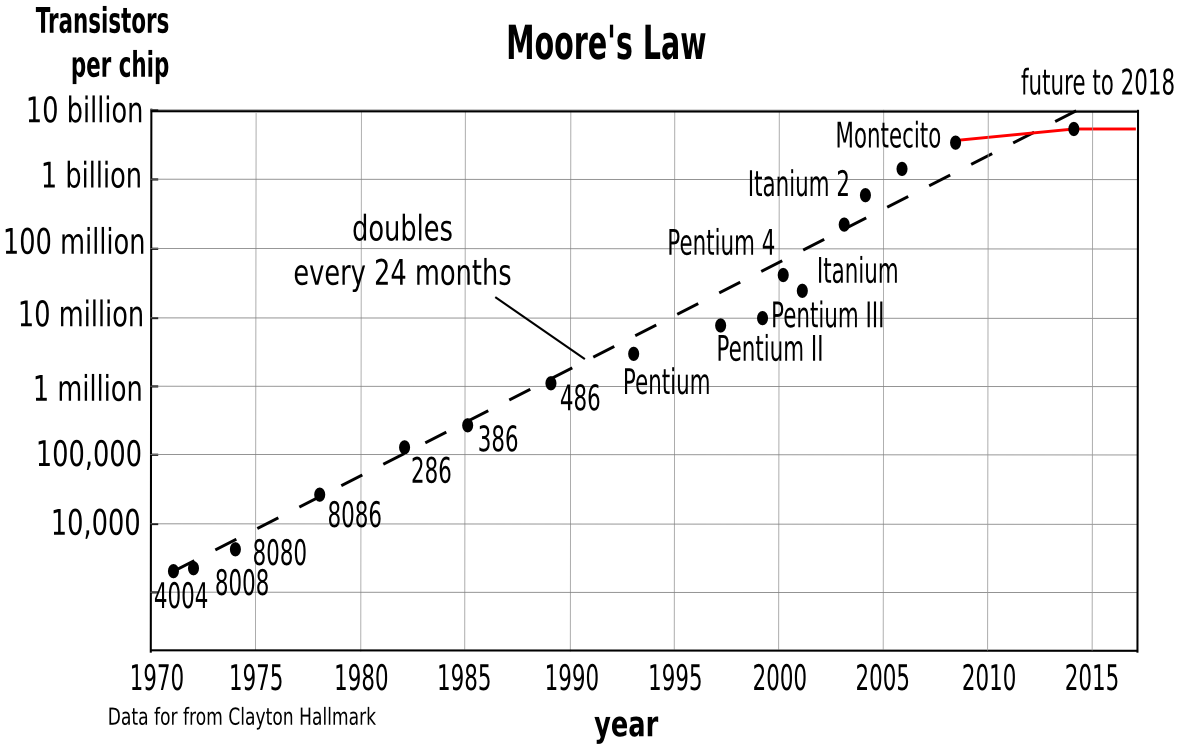 Transistors
per chip
Moore's Law
future to 2018
10 billion
1 billion
100 million
10 million
1 million
100,000
10,000
doubles
every 24 months
Montecito
Itanium 2
Pentium 4
Itanium
Pentium III
Pentium II
Pentium
486
386
286
8086
8080
8008
4004
1970 1975 1980 1985 1990 1995 2000 2005 2010 2015
Data for from Clayton Hallmark
year